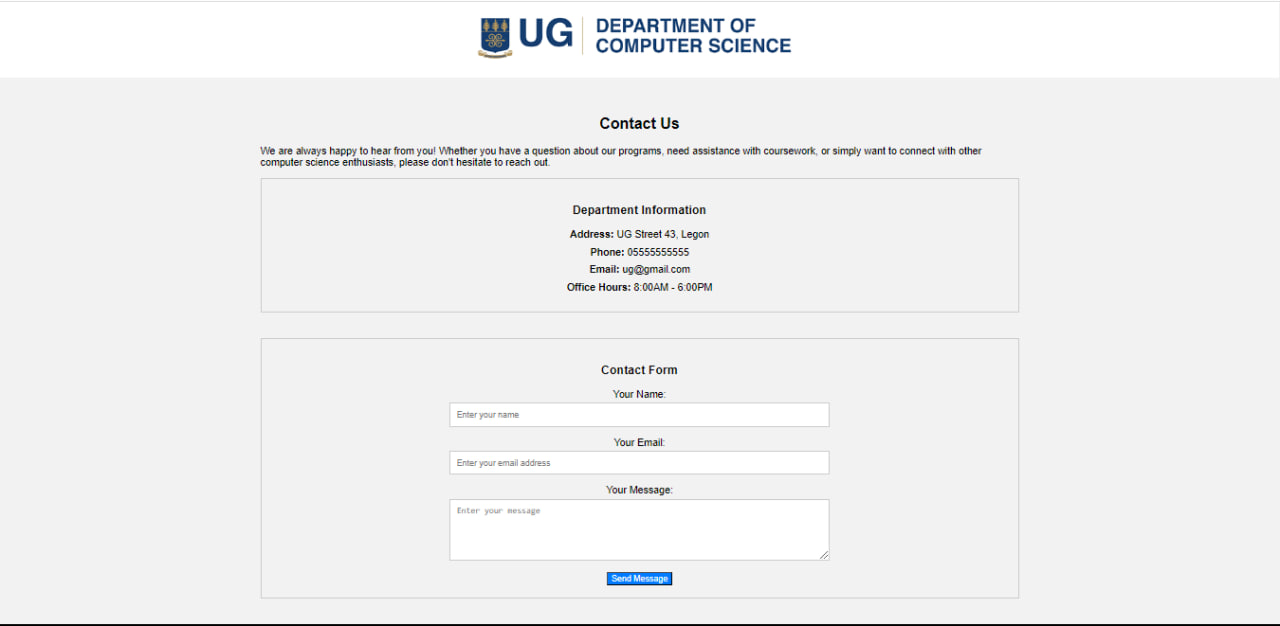 UG
DEPARTMENT OF
COMPUTER SCIENCE
Contact Us
We are always happy to hear from you! Whether you have a question about our programs, need assistance with coursework, or simply want to connect with other
computer science enthusiasts, please don't hesitate to reach out.
Department Information
Address: UG Street 43, Legon
Phone: 05555555555
Email: ug@gmail.com
Office Hours: 8:00AM - 6:00PM
Contact Form
Your Name:
Enter your name
Your Email:
Enter your email address
Your Message:
Enter your message
Send Message